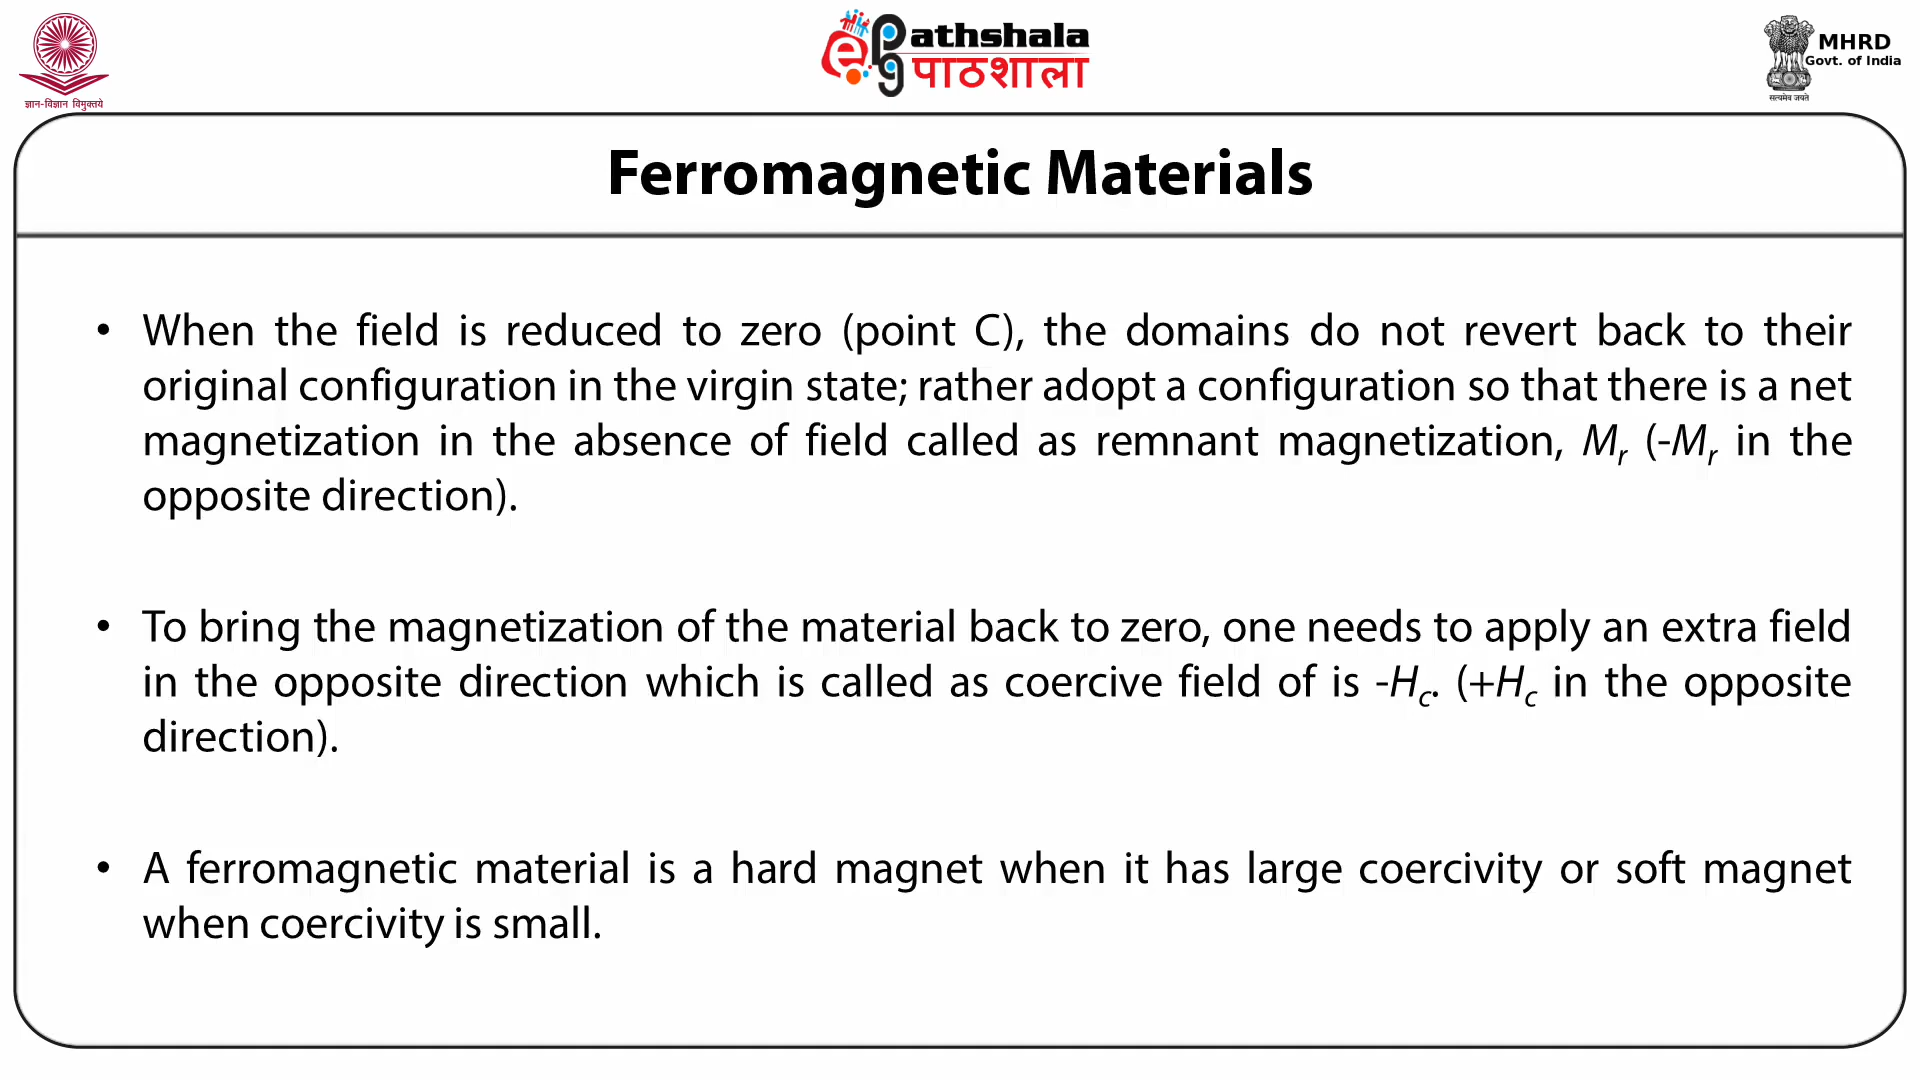 ज्ञान-विज्ञान विमुक्तये
e Pathshala
पाठशाला
MHRD
Govt. of India
सत्यमेव जयते
Ferromagnetic Materials
• When the field is reduced to zero (point C), the domains do not revert back to their
original configuration in the virgin state; rather adopt a configuration so that there is a net
magnetization in the absence of field called as remnant magnetization, Mr (-Mr in the
opposite direction).
• To bring the magnetization of the material back to zero, one needs to apply an extra field
in the opposite direction which is called as coercive field of is -Hc. (+Hc in the opposite
direction).
• A ferromagnetic material is a hard magnet when it has large coercivity or soft magnet
when coercivity is small.